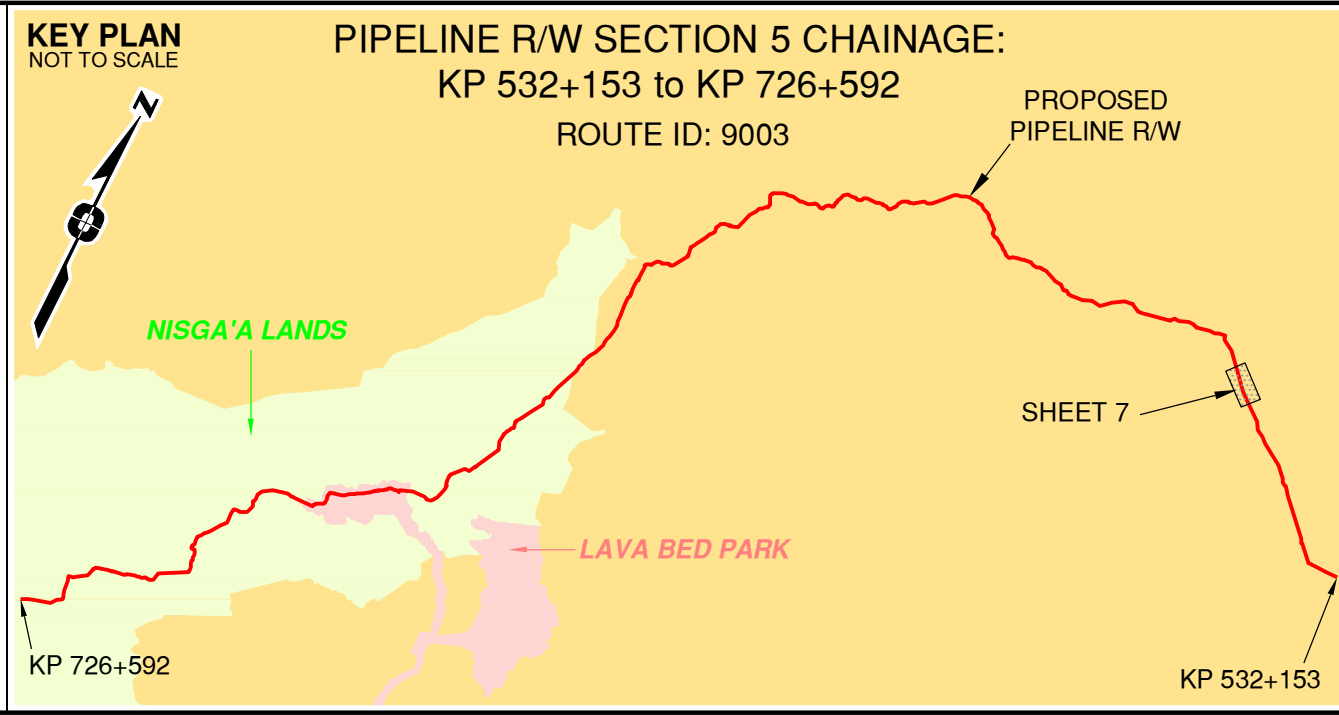 KEY PLAN
NOT TO SCALE
PIPELINE R/W SECTION 5 CHAINAGE:
KP 532+153 to KP 726+592
ROUTE ID: 9003
PROPOSED
PIPELINE R/W
N
NISGA'A LANDS
SHEET 7
LAVA BED PARK
KP 726+592
KP 532+153